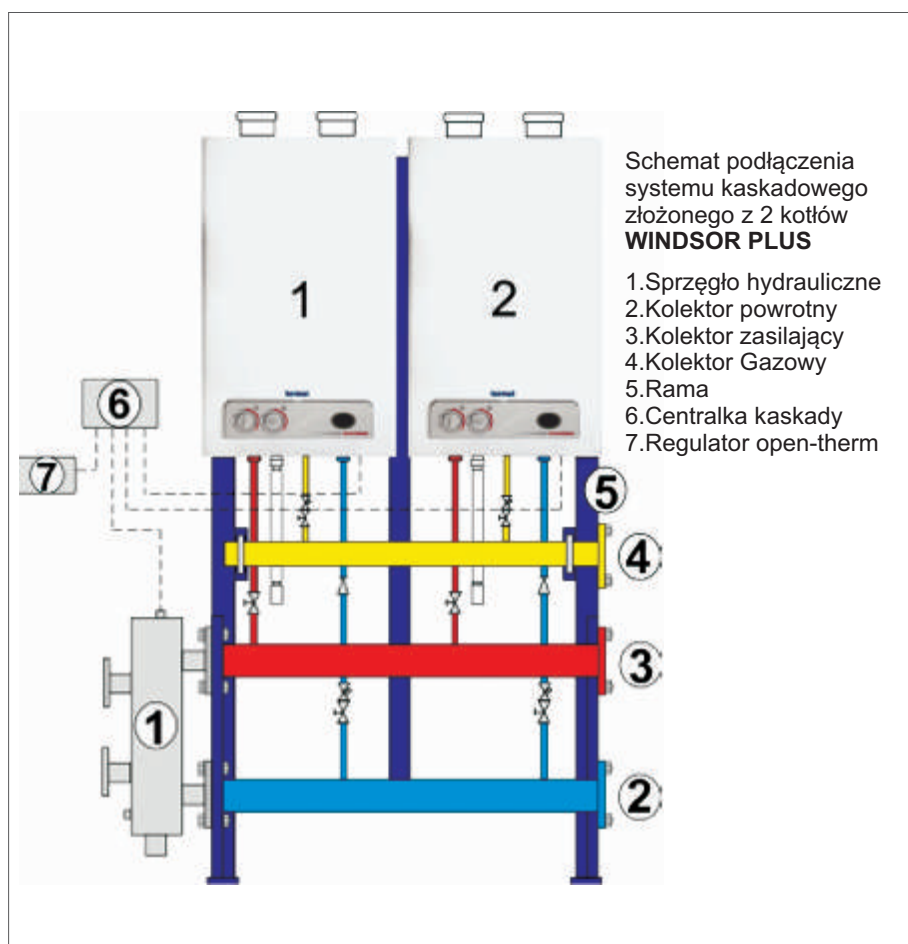 Schemat podłączenia
systemu kaskadowego
złożonego z 2 kotłów
WINDSOR PLUS
1.Sprzęgło hydrauliczne
2.Kolektor powrotny
3.Kolektor zasilający
4.Kolektor Gazowy
5.Rama
6.Centralka kaskady
7.Regulator open-therm
1
2
6
7
5
4
3
1
2